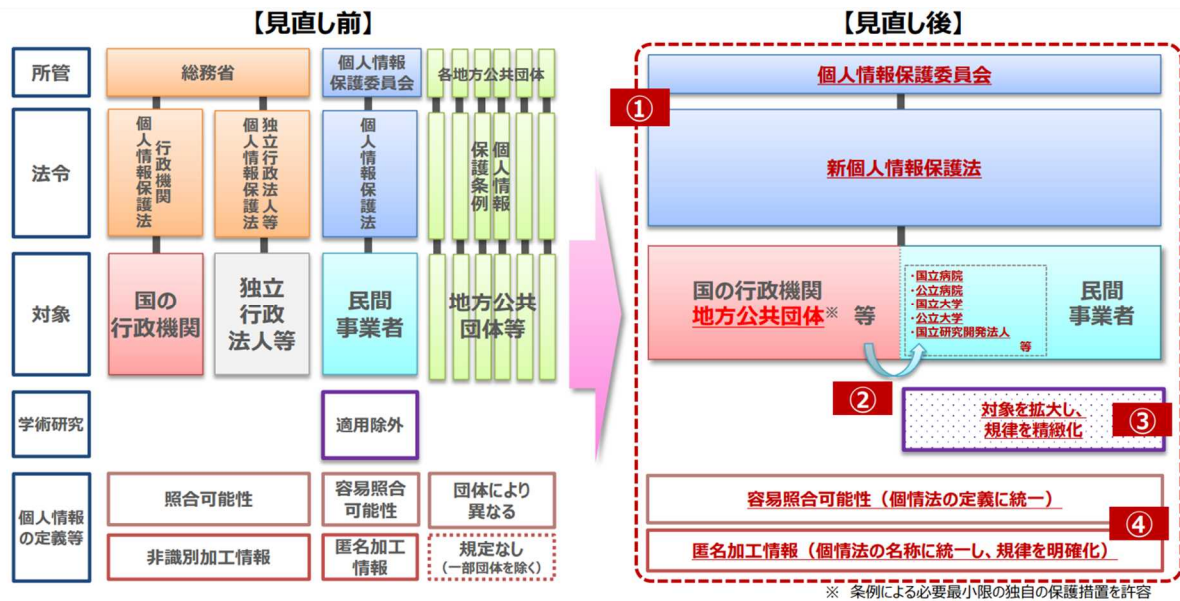 【見直し前】
【見直し後】
所管
総務省
個人情報
保護委員会
各地方公共団体
個人情報保護委員会
①
法令
行政機関
個人情報保護法
独立行政法人等
個人情報保護法
個人情報保護法
個人情報
保護条例
新個人情報保護法
対象
国の
行政機関
独立
行政
法人等
民間
事業者
地方公共
団体等
国の行政機関
地方公共団体※ 等
・国立病院
・公立病院
・国立大学
・公立大学
・国立研究開発法人
等
民間
事業者
②
学術研究
適用除外
対象を拡大し、
規律を精緻化
③
個人情報
の定義等
照合可能性
容易照合
可能性
団体により
異なる
容易照合可能性（個情法の定義に統一）
④
非識別加工情報
匿名加工
情報
規定なし
（一部団体を除く）
匿名加工情報（個情法の名称に統一し、規律を明確化）
※ 条例による必要最小限の独自の保護措置を許容